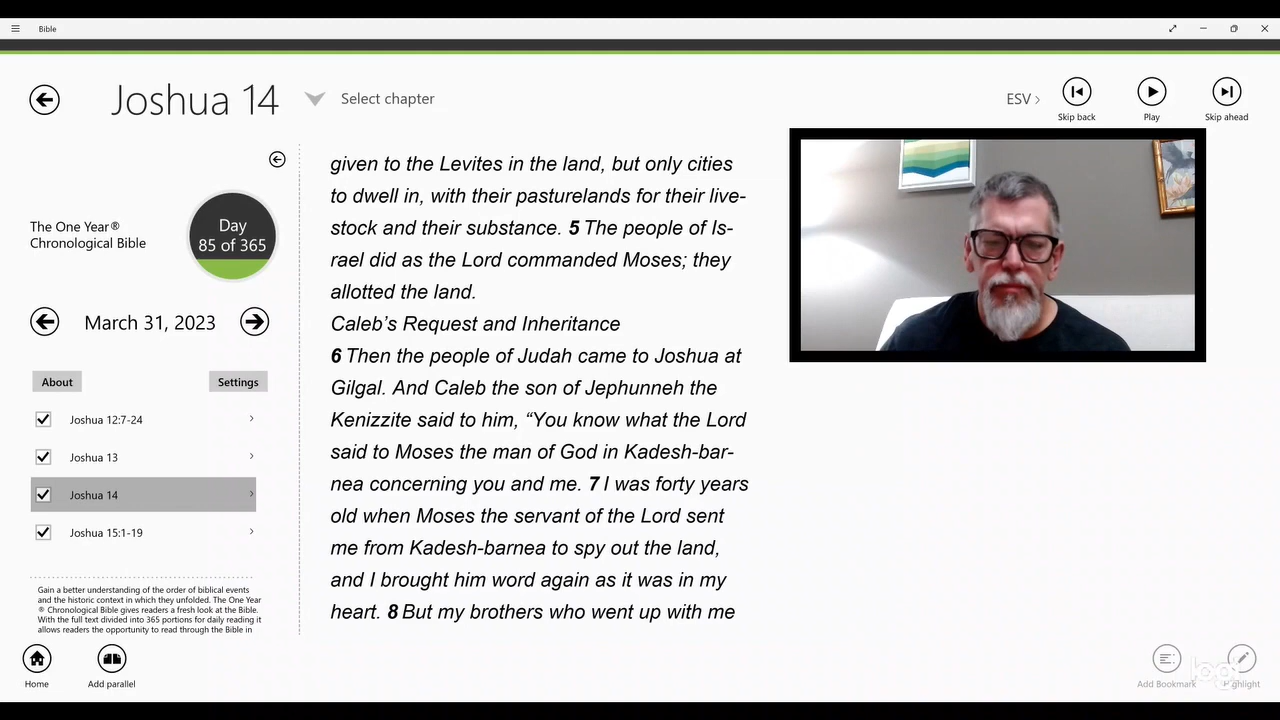 Bible
Joshua 14
Select chapter
ESV
Skip back
Play
Skip ahead
The One Year®
Chronological Bible
Day
85 of 365
March 31, 2023
About
Settings
Joshua 12:7-24
Joshua 13
Joshua 14
Joshua 15:1-19
Gain a better understanding of the order of biblical events
and the historic context in which they unfolded. The One Year
® Chronological Bible gives readers a fresh look at the Bible.
With the full text divided into 365 portions for daily reading it
allows readers the opportunity to read through the Bible in
given to the Levites in the land, but only cities
to dwell in, with their pasturelands for their live-
stock and their substance. 5 The people of Is-
rael did as the Lord commanded Moses; they
allotted the land.
Caleb’s Request and Inheritance
6 Then the people of Judah came to Joshua at
Gilgal. And Caleb the son of Jephunneh the
Kenizzite said to him, “You know what the Lord
said to Moses the man of God in Kadesh-bar-
nea concerning you and me. 7 I was forty years
old when Moses the servant of the Lord sent
me from Kadesh-barnea to spy out the land,
and I brought him word again as it was in my
heart. 8 But my brothers who went up with me
Home
Add parallel
Add Bookmark
Highlight
logi